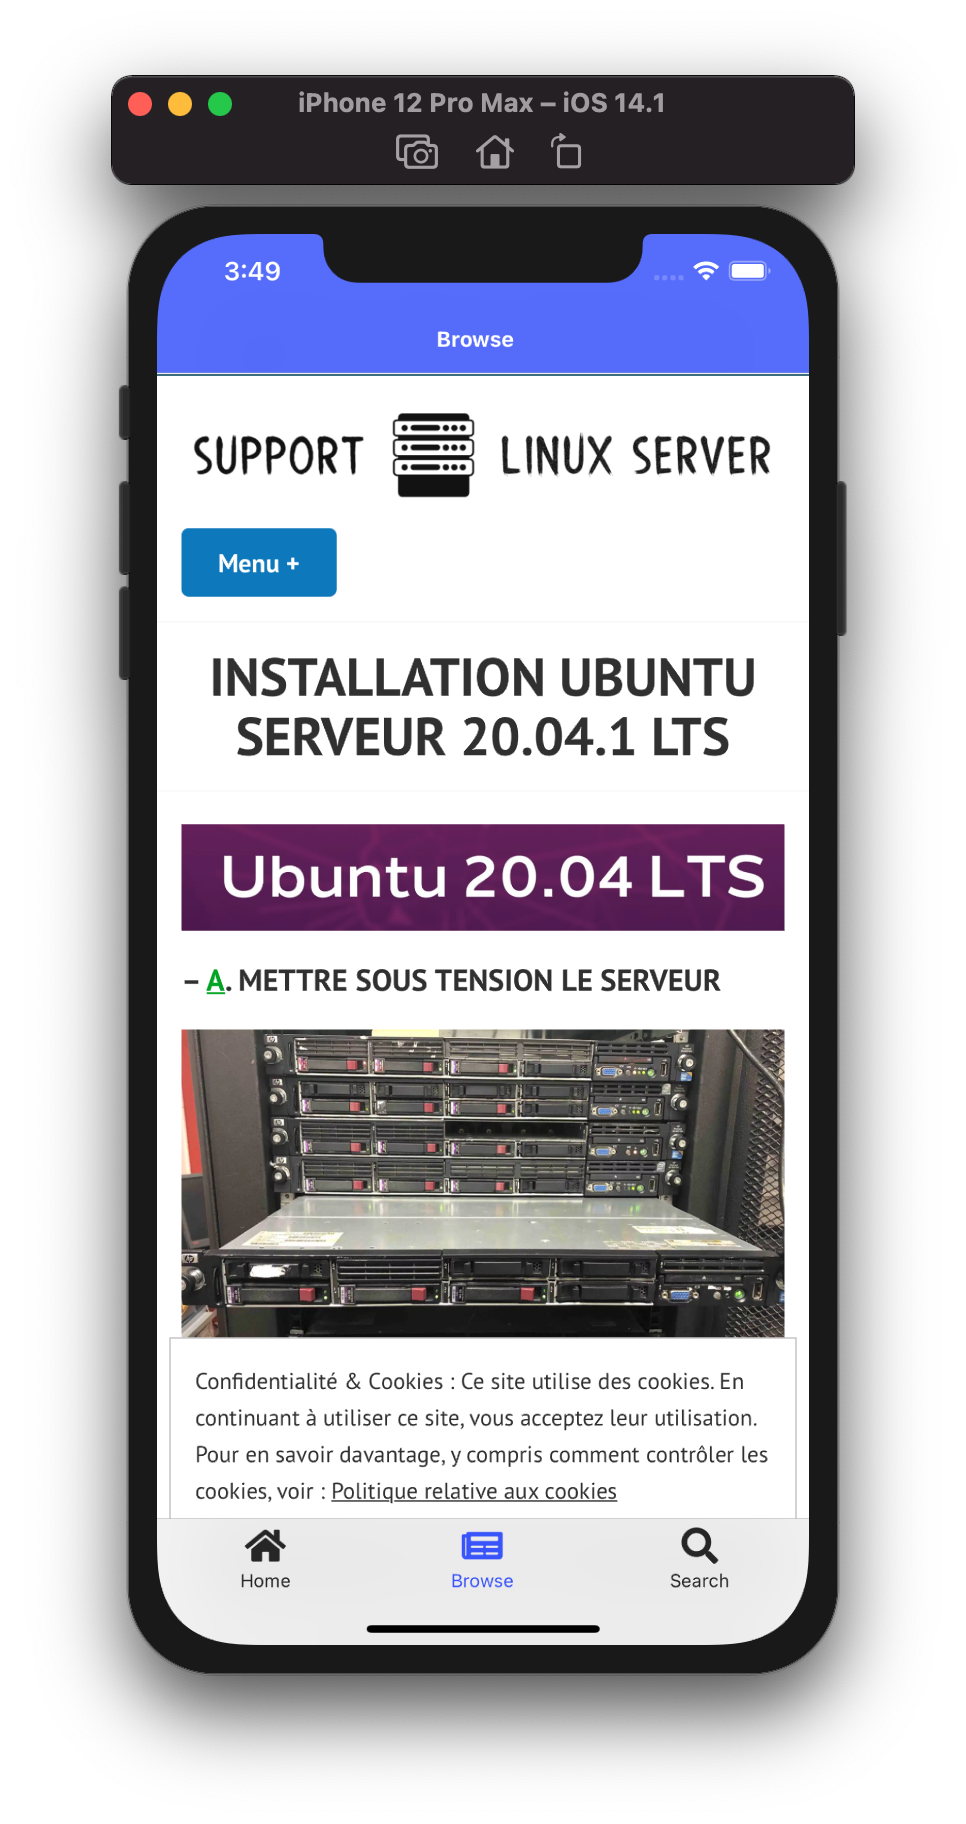 iPhone 12 Pro Max – iOS 14.1
3:49
Browse
SUPPORT LINUX SERVER
Menu +
INSTALLATION UBUNTU
SERVEUR 20.04.1 LTS
Ubuntu 20.04 LTS
– A. METTRE SOUS TENSION LE SERVEUR
Confidentialité & Cookies : Ce site utilise des cookies. En
continuant à utiliser ce site, vous acceptez leur utilisation.
Pour en savoir davantage, y compris comment contrôler les
cookies, voir : Politique relative aux cookies
Home
Browse
Search